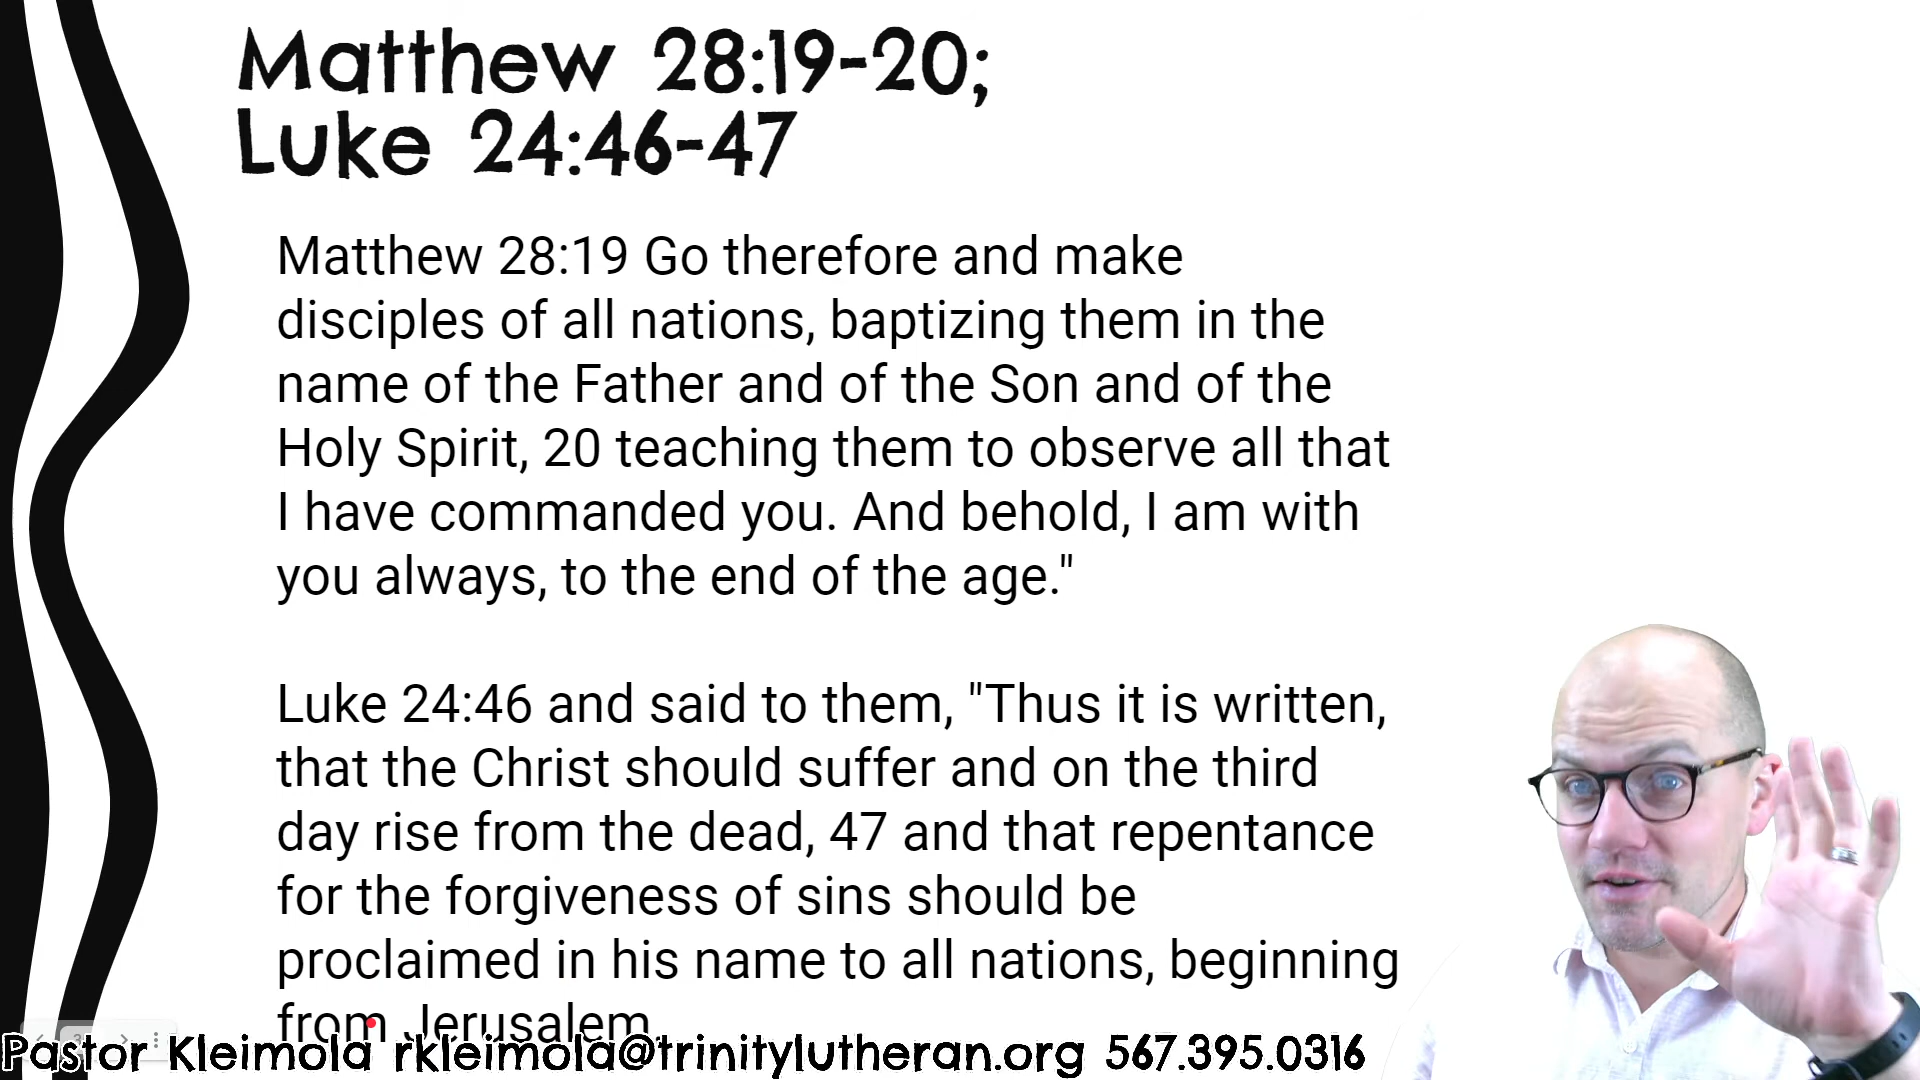 Matthew 28:19-20;
Luke 24:46-47
Matthew 28:19 Go therefore and make
disciples of all nations, baptizing them in the
name of the Father and of the Son and of the
Holy Spirit, 20 teaching them to observe all that
I have commanded you. And behold, I am with
you always, to the end of the age."
Luke 24:46 and said to them, "Thus it is written,
that the Christ should suffer and on the third
day rise from the dead, 47 and that repentance
for the forgiveness of sins should be
proclaimed in his name to all nations, beginning
from Jerusalem.
3
Pastor Kleimola rkleimola@trinitylutheran.org 567.395.0316